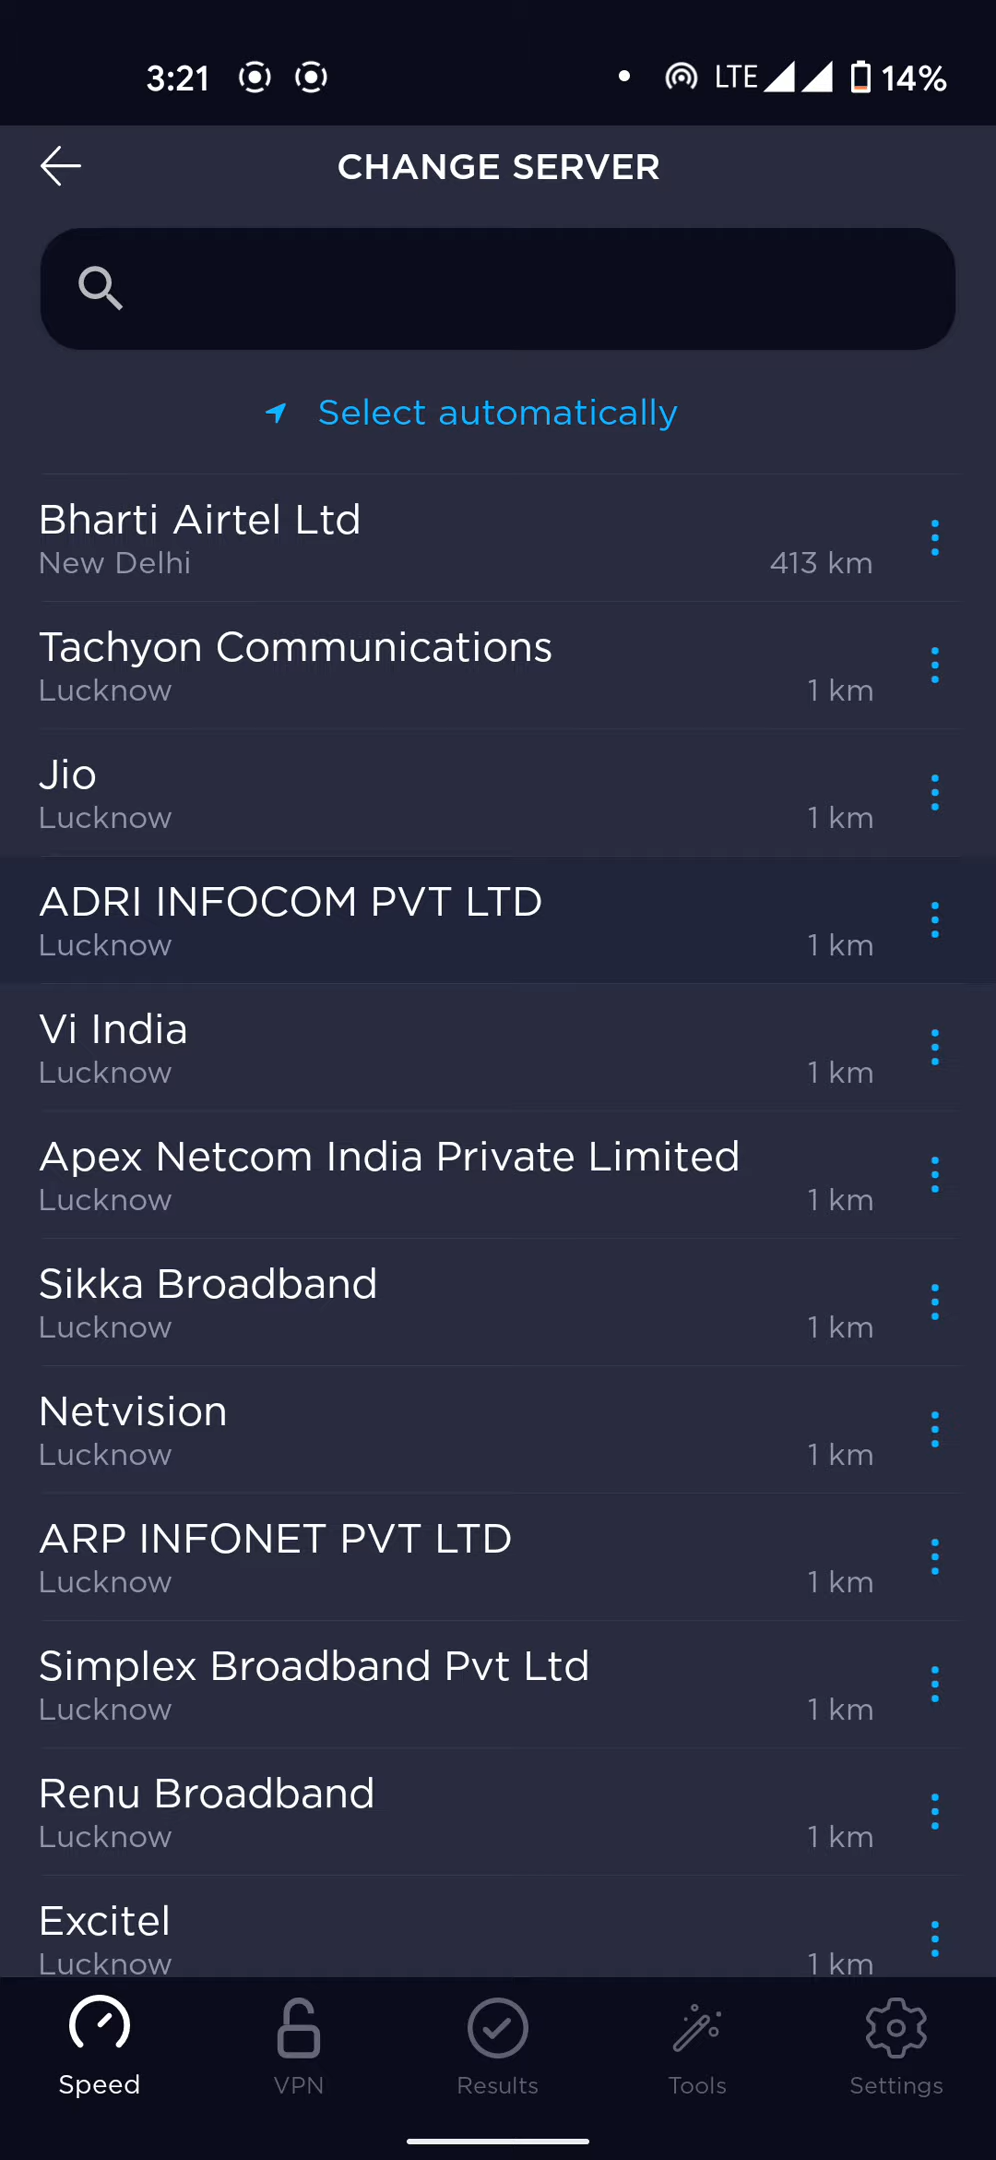 3:21 LTE 14%
CHANGE SERVER
Select automatically
Bharti Airtel Ltd
New Delhi 413 km
Tachyon Communications
Lucknow 1 km
Jio
Lucknow 1 km
ADRI INFOCOM PVT LTD
Lucknow 1 km
Vi India
Lucknow 1 km
Apex Netcom India Private Limited
Lucknow 1 km
Sikka Broadband
Lucknow 1 km
Netvision
Lucknow 1 km
ARP INFONET PVT LTD
Lucknow 1 km
Simplex Broadband Pvt Ltd
Lucknow 1 km
Renu Broadband
Lucknow 1 km
Excitel
Lucknow 1 km
Speed VPN Results Tools Settings